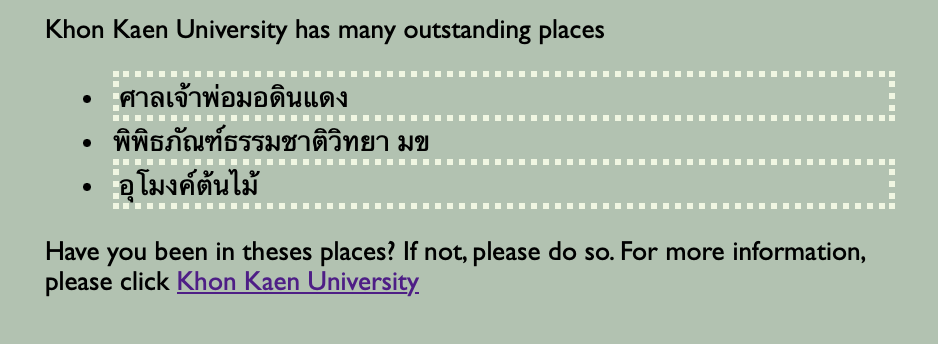 Khon Kaen University has many outstanding places
ศาลเจ้าพ่อมอดินแดง
พิพิธภัณฑ์ธรรมชาติวิทยา มข
อุโมงค์ต้นไม้
Have you been in theses places? If not, please do so. For more information,
please click Khon Kaen University